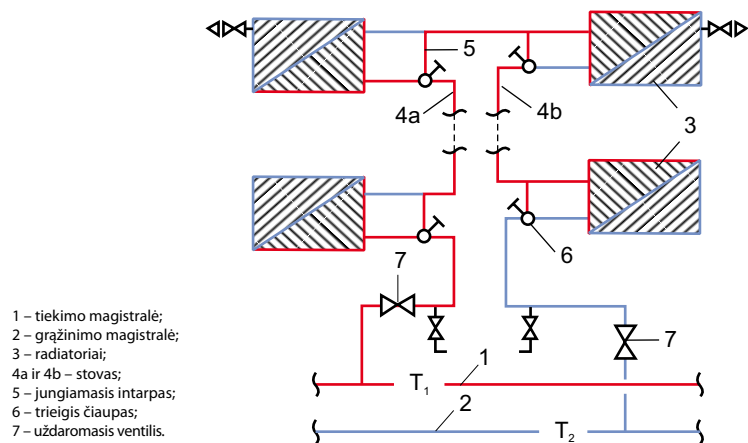 5
4a
4b
3
6
7
7
1 – tiekimo magistralė;
2 – grąžinimo magistralė;
3 – radiatoriai;
4a ir 4b – stovas;
5 – jungiamasis intarpas;
6 – trieigis čiaupas;
7 – uždaromasis ventilis.
1
T₁
2
T₂